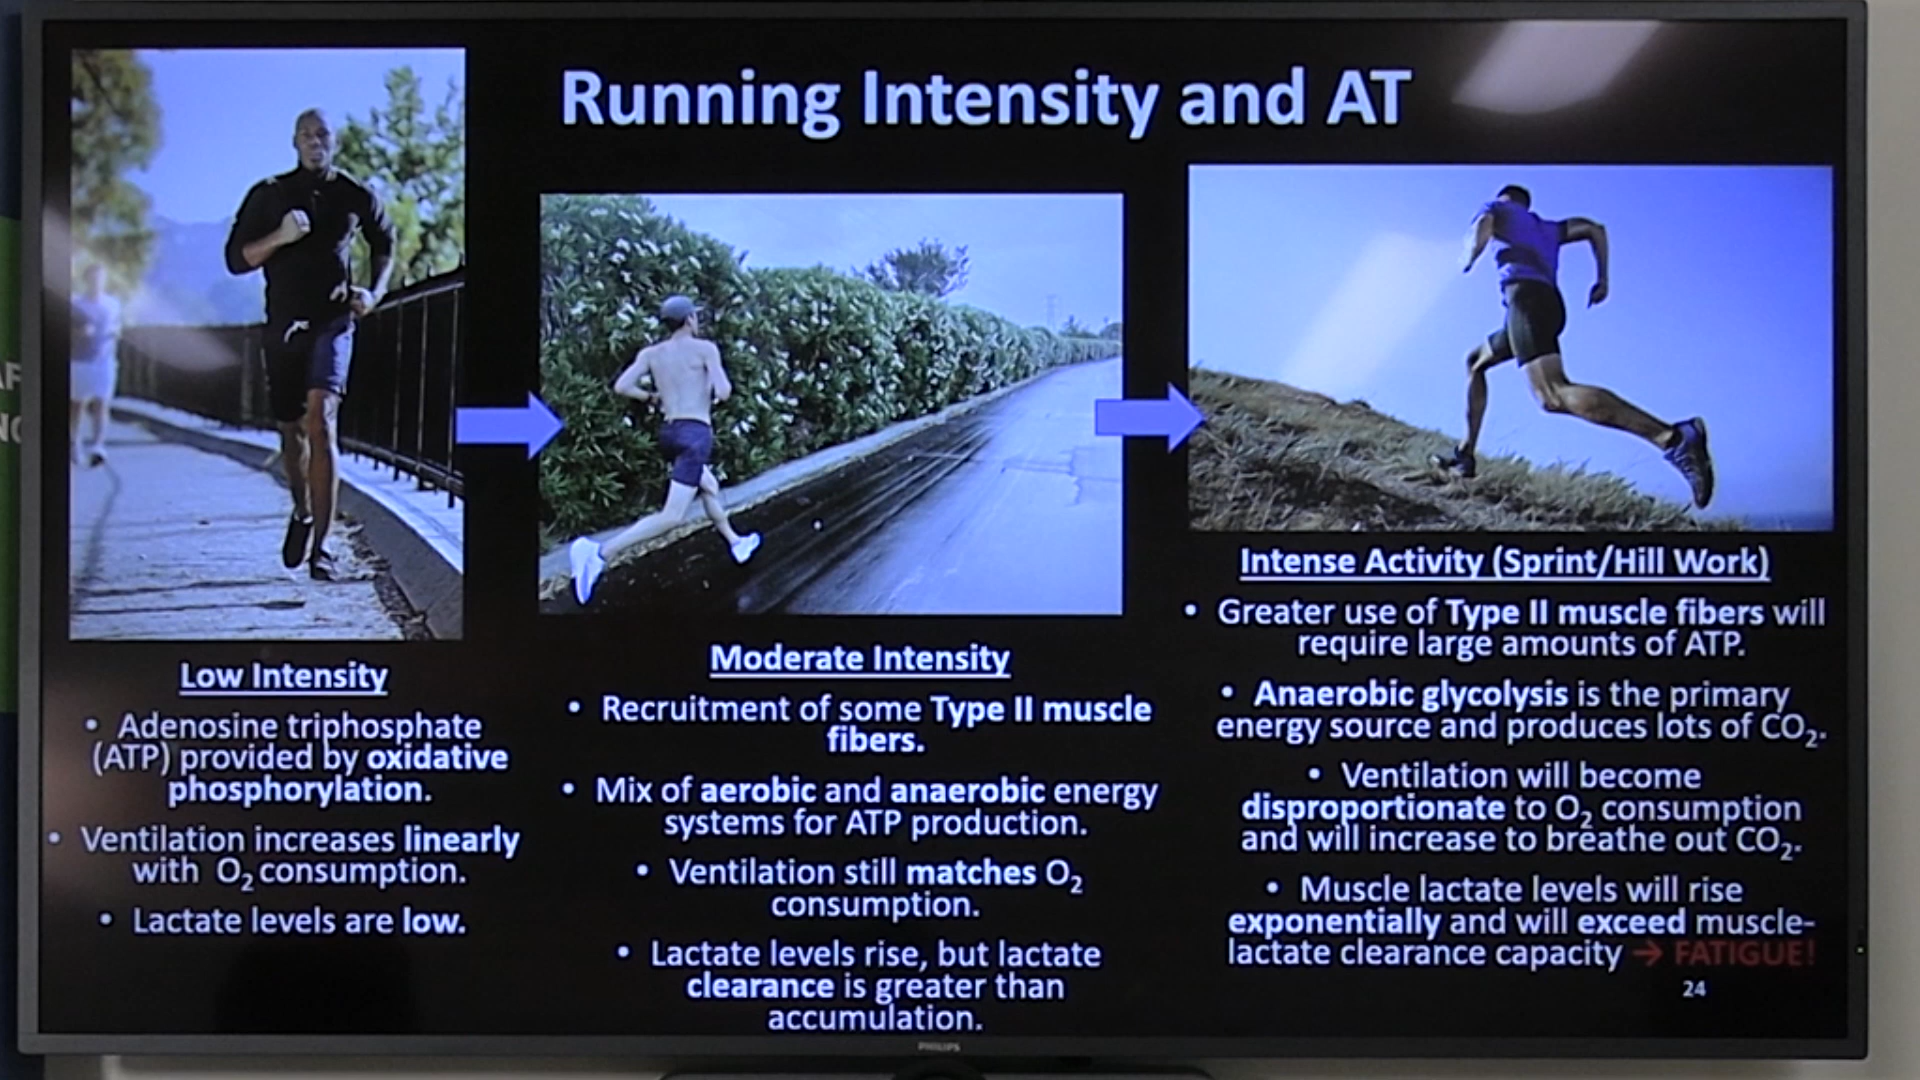 Running Intensity and AT
Low Intensity
• Adenosine triphosphate
(ATP) provided by oxidative
phosphorylation.
• Ventilation increases linearly
with O₂ consumption.
• Lactate levels are low.
Moderate Intensity
• Recruitment of some Type II muscle
fibers.
• Mix of aerobic and anaerobic energy
systems for ATP production.
• Ventilation still matches O₂
consumption.
• Lactate levels rise, but lactate
clearance is greater than
accumulation.
Intense Activity (Sprint/Hill Work)
• Greater use of Type II muscle fibers will
require large amounts of ATP.
• Anaerobic glycolysis is the primary
energy source and produces lots of CO₂.
• Ventilation will become
disproportionate to O₂ consumption
and will increase to breathe out CO₂.
• Muscle lactate levels will rise
exponentially and will exceed muscle-
lactate clearance capacity → FATIGUE!
24
PHILIPS